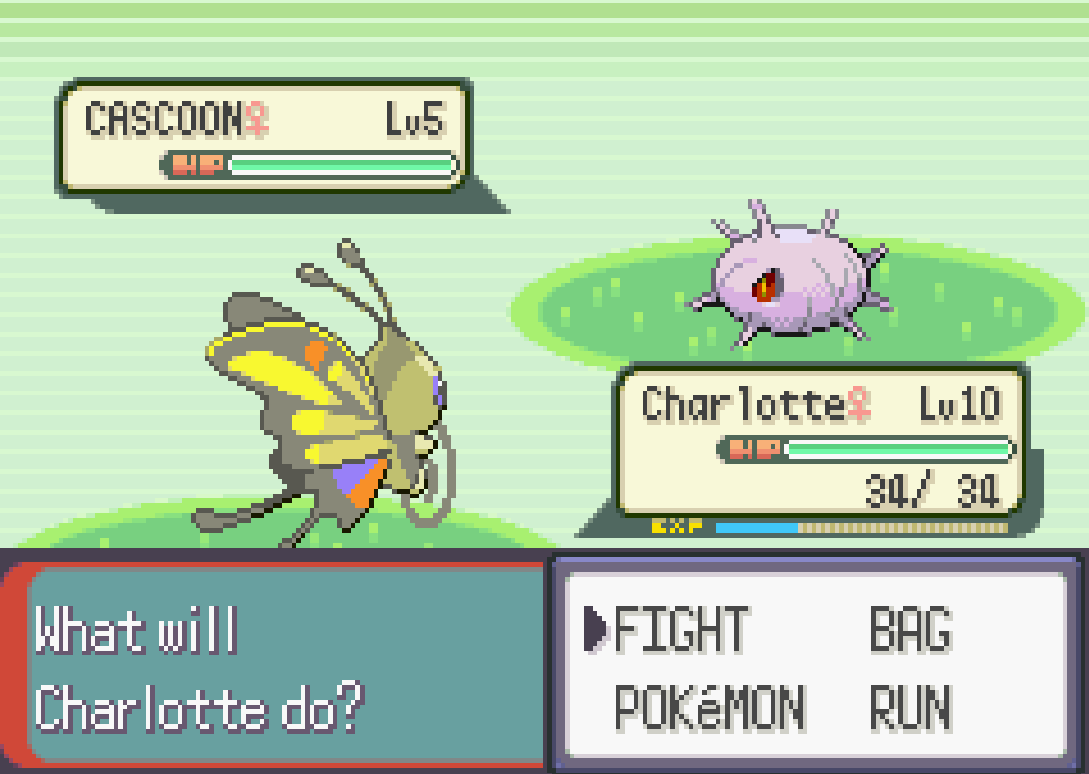 CASCOON♀ Lv5
HP
Charlotte♀ Lv10
HP
34/ 34
EXP
What will
Charlotte do?
FIGHT BAG
POKéMON RUN